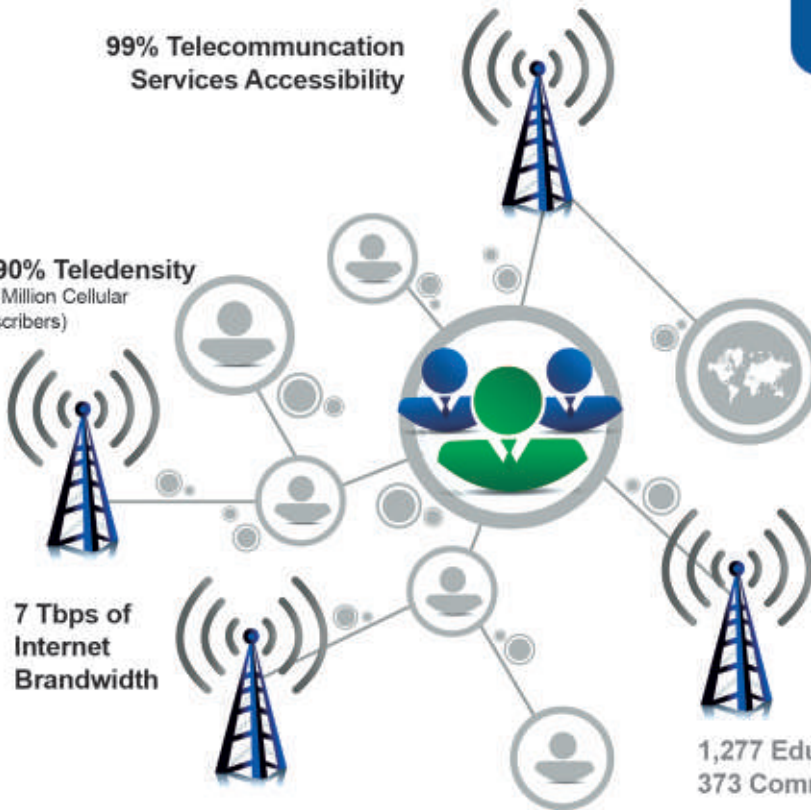 99% Telecommuncation
Services Accessibility
90% Teledensity
Million Cellular
7 Tbps of
Internet
Brandwidth
1,277
373